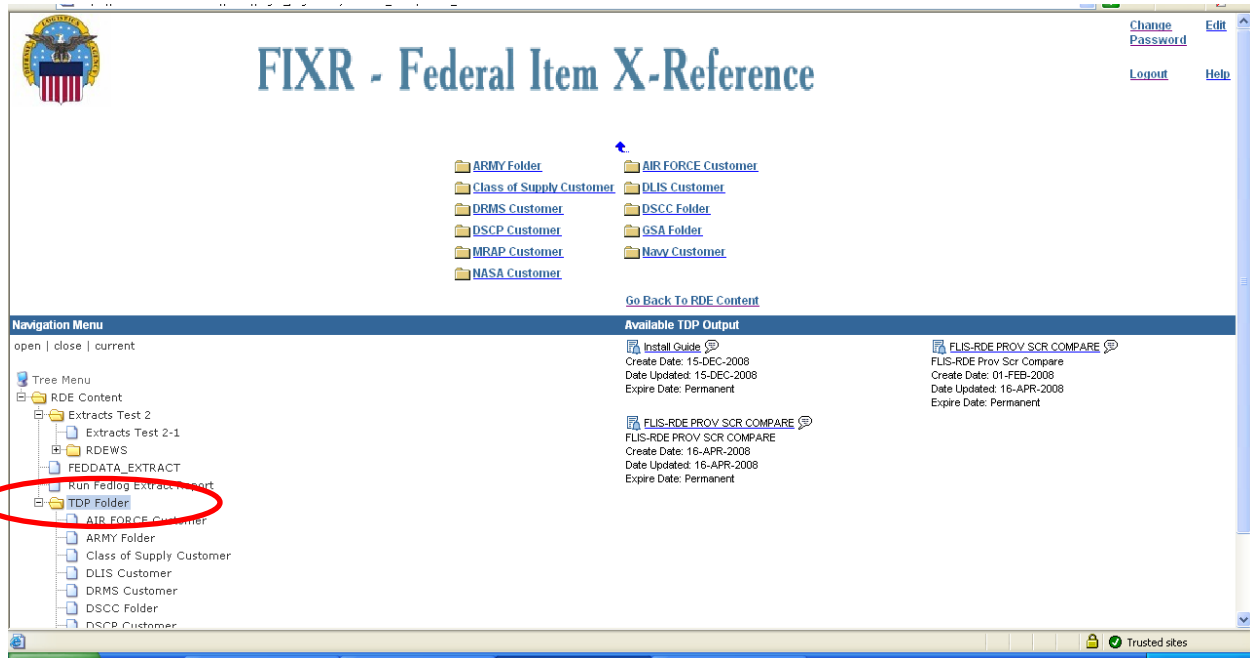 Change Password
Edit
FIXR - Federal Item X-Reference
Logout
Help
ARMY Folder
AIR FORCE Customer
Class of Supply Customer
DLIS Customer
DRMS Customer
DSCC Folder
DSCP Customer
GSA Folder
MRAP Customer
Navy Customer
NASA Customer
Go Back To RDE Content
Navigation Menu
open | close | current
Tree Menu
RDE Content
Extracts Test 2
Extracts Test 2-1
RDEWS
FEDDATA_EXTRACT
Run Fedlog Extract Report
TDP Folder
AIR FORCE Customer
ARMY Folder
Class of Supply Customer
DLIS Customer
DRMS Customer
DSCC Folder
DSCP Customer
Available TDP Output
Install Guide
Create Date: 15-DEC-2008
Date Updated: 15-DEC-2008
Expire Date: Permanent
FLIS-RDE PROV SCR COMPARE
FLIS-RDE Prov Scr Compare
Create Date: 01-FEB-2008
Date Updated: 16-APR-2008
Expire Date: Permanent
FLIS-RDE PROV SCR COMPARE
FLIS-RDE PROV SCR COMPARE
Create Date: 16-APR-2008
Date Updated: 16-APR-2008
Expire Date: Permanent
Trusted sites